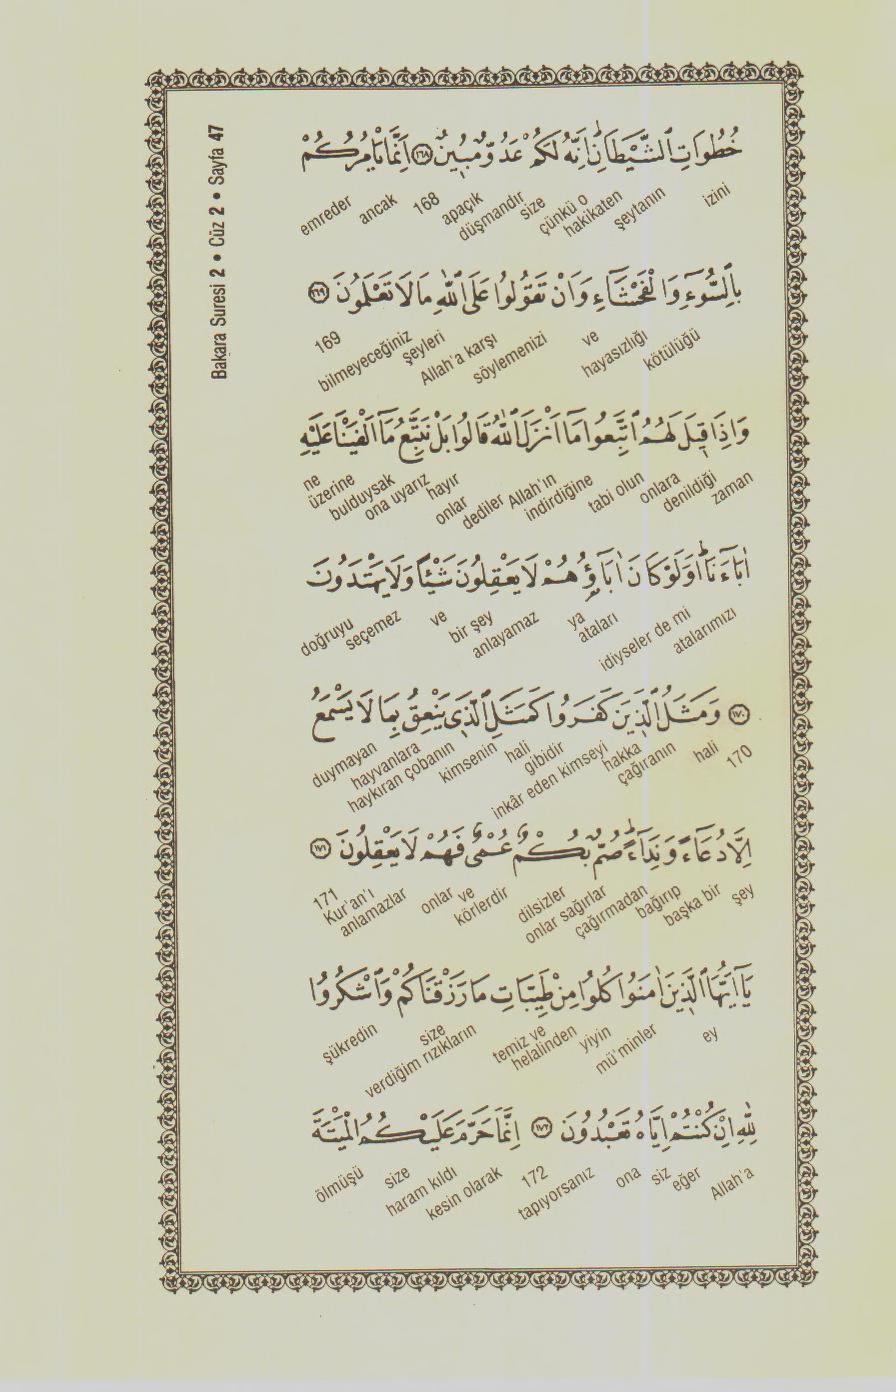 Bakara Suresi 2 • Cüz 2 • Sayfa 47
خُطُوَاتِ الشَّيْطَانِۜ اِنَّهُ لَكُمْ عَدُوٌّ مُبٖينٌ ﴿١٦٨﴾ اِنَّمَا يَاْمُرُكُمْ
izini şeytanın hakikaten çünkü o size düşmandır apaçık 168 ancak emreder
بِالسُّٓوءِ وَالْفَحْشَٓاءِ وَاَنْ تَقُولُوا عَلَى اللّٰهِ مَا لَا تَعْلَمُونَ ﴿١٦٩﴾
kötülüğü hayasızlığı ve söylemenizi Allah'a karşı şeyleri bilmeyeceğiniz 169
وَاِذَا قٖيلَ لَهُمُ اتَّبِعُوا مَٓا اَنْزَلَ اللّٰهُ قَالُوا بَلْ نَتَّبِعُ مَٓا اَلْفَيْنَا عَلَيْهِ
zaman denildiği onlara tabi olun indirdiğine Allah'ın dediler onlar hayır ona uyarız bulduysak üzerine ne
اٰبَٓاءَنَاۜ اَوَلَوْ كَانَ اٰبَٓاؤُ۬هُمْ لَا يَعْقِلُونَ شَيْـًٔا وَلَا يَهْتَدُونَ
atalarımızı idiyseler de mi ataları ya anlayamaz bir şey ve seçemez doğruyu
﴿١٧٠﴾ وَمَثَلُ الَّذٖينَ كَفَرُوا كَمَثَلِ الَّذٖي يَنْعِقُ بِمَا لَا يَسْمَعُ
170 hali çağıranın hakka inkâr eden kimseyi gibidir hali kimsenin haykıran çobanın hayvanlara duymayan
اِلَّا دُعَٓاءً وَنِدَٓاءًۜ صُمٌّ بُكْمٌ عُمْيٌ فَهُمْ لَا يَعْقِلُونَ ﴿١٧١﴾
şey başka bir bağırıp çağırmadan onlar sağırlar dilsizler körlerdir ve onlar anlamazlar Kur'an'ı 171
يَٓا اَيُّهَا الَّذٖينَ اٰمَنُوا كُلُوا مِنْ طَيِّبَاتِ مَا رَزَقْنَاكُمْ وَاشْكُرُوا
ey mü'minler yiyin helalinden temiz ve verdiğim rızıkların size şükredin
لِلّٰهِ اِنْ كُنْتُمْ اِيَّاهُ تَعْبُدُونَ ﴿١٧٢﴾ اِنَّمَا حَرَّمَ عَلَيْكُمُ الْمَيْتَةَ
Allah'a eğer siz ona tapıyorsanız 172 kesin olarak haram kıldı size ölmüşü